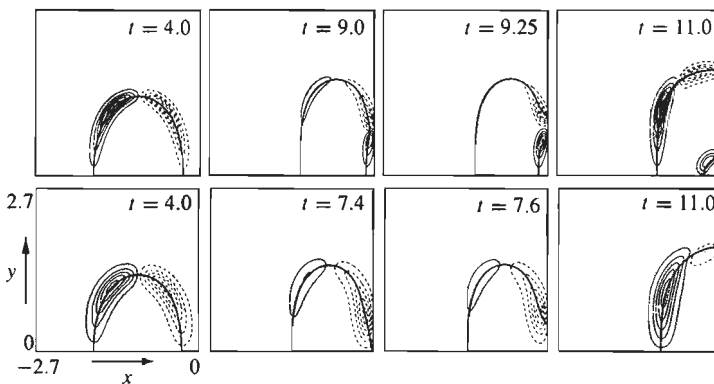 t = 4.0
t = 9.0
t = 9.25
t = 11.0
2.7
t = 4.0
t = 7.4
t = 7.6
t = 11.0
y
0
−2.7
x
0